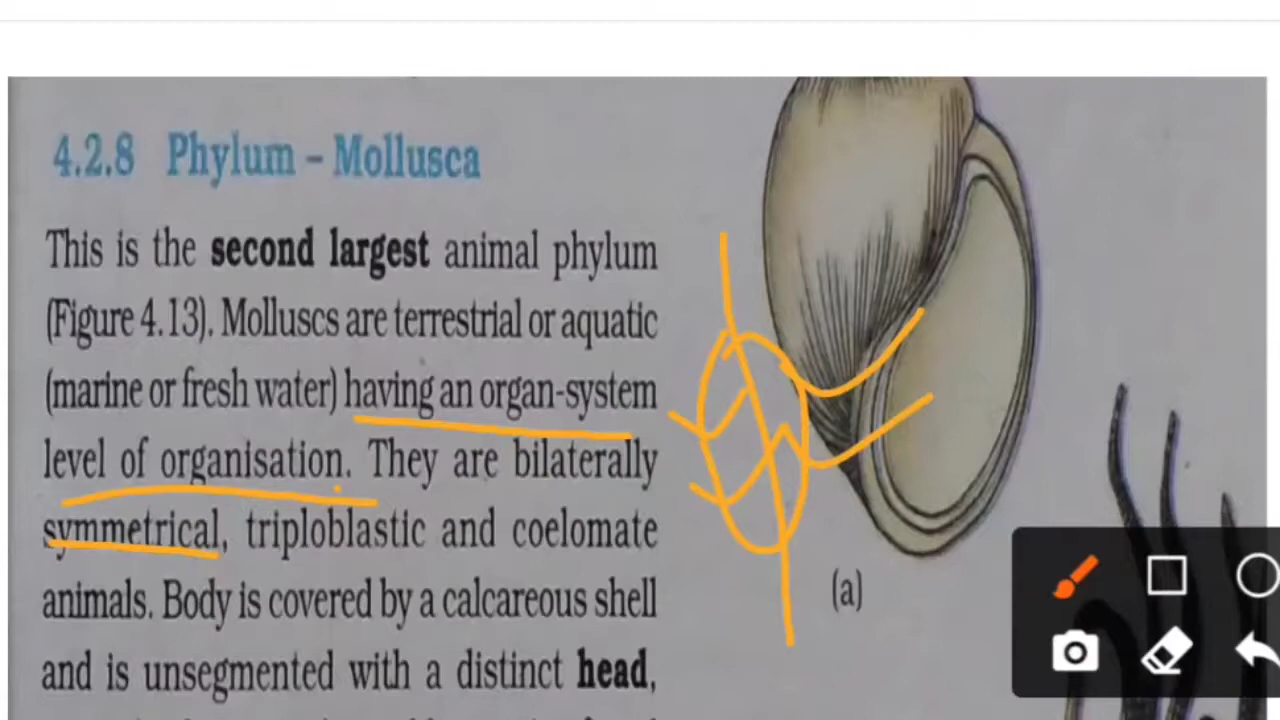 4.2.8 Phylum – Mollusca
This is the second largest animal phylum
(Figure 4.13). Molluscs are terrestrial or aquatic
(marine or fresh water) having an organ-system
level of organisation. They are bilaterally
symmetrical, triploblastic and coelomate
animals. Body is covered by a calcareous shell
and is unsegmented with a distinct head,
(a)